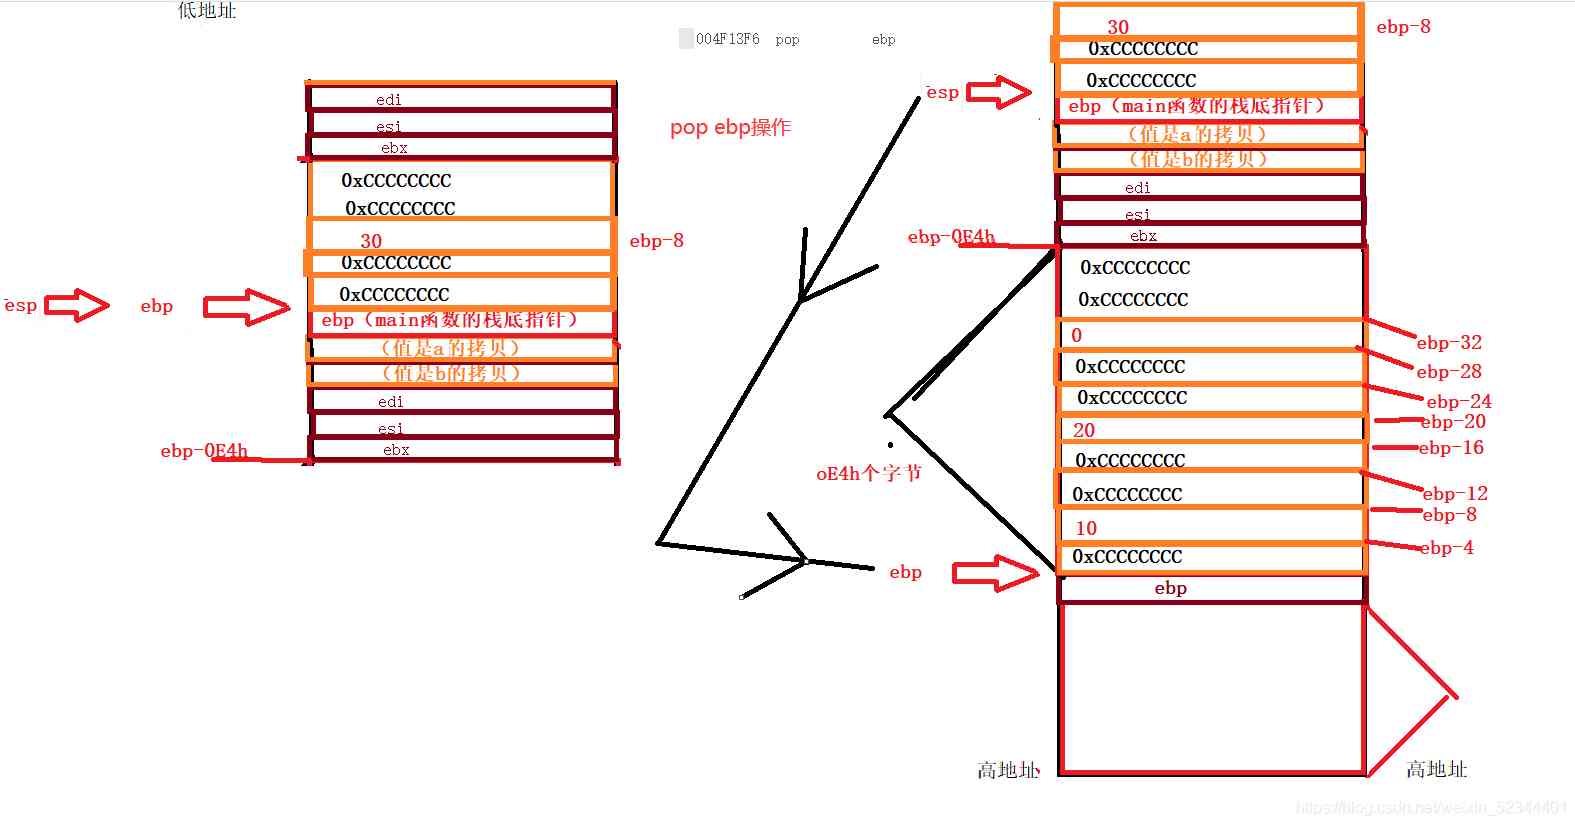 低地址
004F13F6 pop ebp
pop ebp操作
edi
esi
ebx
0xCCCCCCCC
0xCCCCCCCC
30
ebp-8
0xCCCCCCCC
0xCCCCCCCC
esp
ebp
ebp（main函数的栈底指针）
（值是a的拷贝）
（值是b的拷贝）
edi
esi
ebx
ebp-0E4h
30
ebp-8
0xCCCCCCCC
0xCCCCCCCC
esp
ebp（main函数的栈底指针）
（值是a的拷贝）
（值是b的拷贝）
edi
esi
ebx
ebp-0E4h
0xCCCCCCCC
0xCCCCCCCC
0
ebp-32
0xCCCCCCCC
ebp-28
0xCCCCCCCC
ebp-24
20
ebp-20
0xCCCCCCCC
ebp-16
oE4h个字节
0xCCCCCCCC
ebp-12
10
ebp-8
0xCCCCCCCC
ebp-4
ebp
ebp
高地址
高地址
https://blog.csdn.net/weixin_52344401